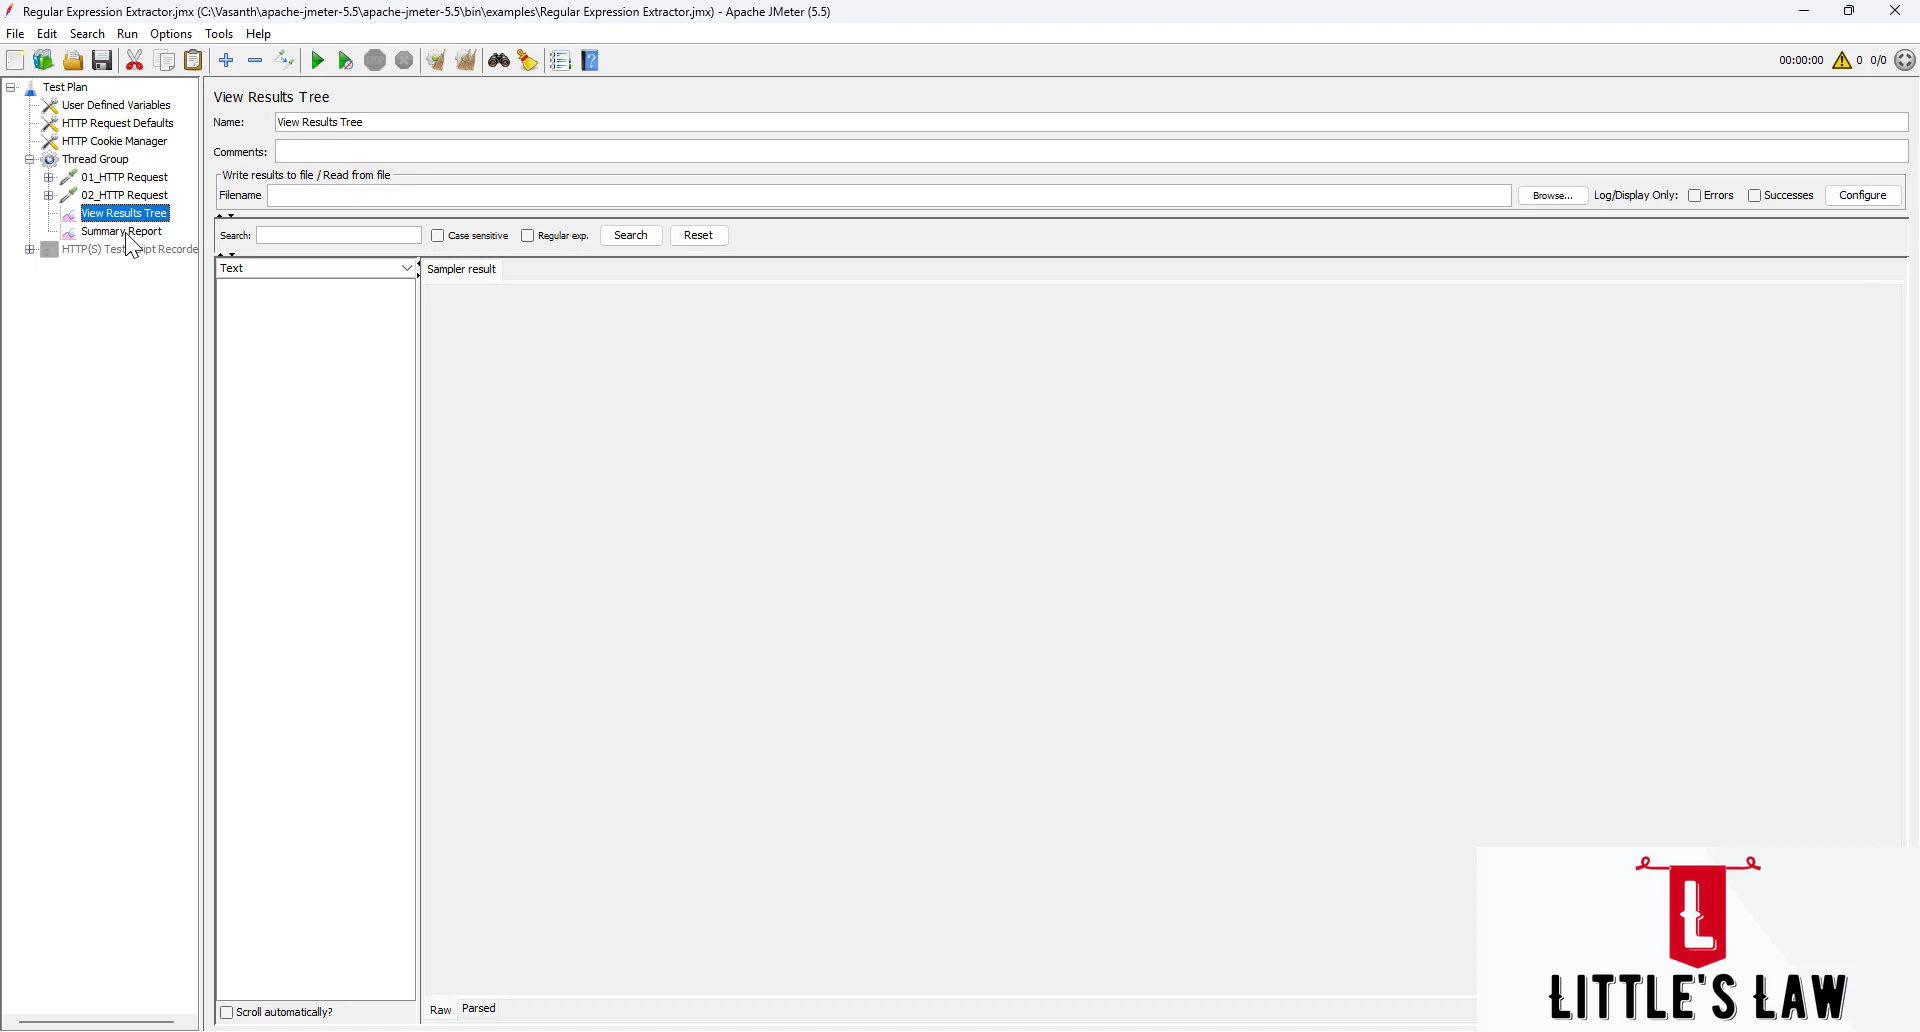 Regular Expression Extractor.jmx (C:\Vasanth\apache-jmeter-5.5\apache-jmeter-5.5\bin\examples\Regular Expression Extractor.jmx) - Apache JMeter (5.5)
File Edit Search Run Options Tools Help
00:00:00 0 0/0
Test Plan
User Defined Variables
HTTP Request Defaults
HTTP Cookie Manager
Thread Group
01_HTTP Request
02_HTTP Request
View Results Tree
Summary Report
HTTP(S) Test Script Recorde
View Results Tree
Name: View Results Tree
Comments:
Write results to file / Read from file
Filename Browse... Log/Display Only: Errors Successes Configure
Search: Case sensitive Regular exp. Search Reset
Text
Sampler result
Scroll automatically?
Raw Parsed
L
LITTLE'S LAW